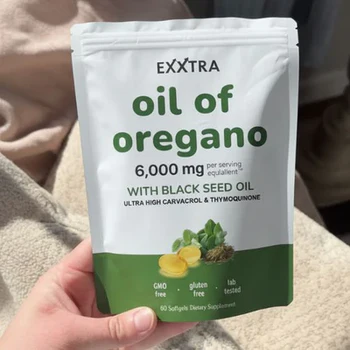 EXXTRA
oil of
oregano
6,000 mg per serving
equialent™
WITH BLACK SEED OIL
ULTRA HIGH CARVACROL & THYMOQUINONE
GMO
free
gluten
free
lab
tested
60 Softgels Dietary Supplement